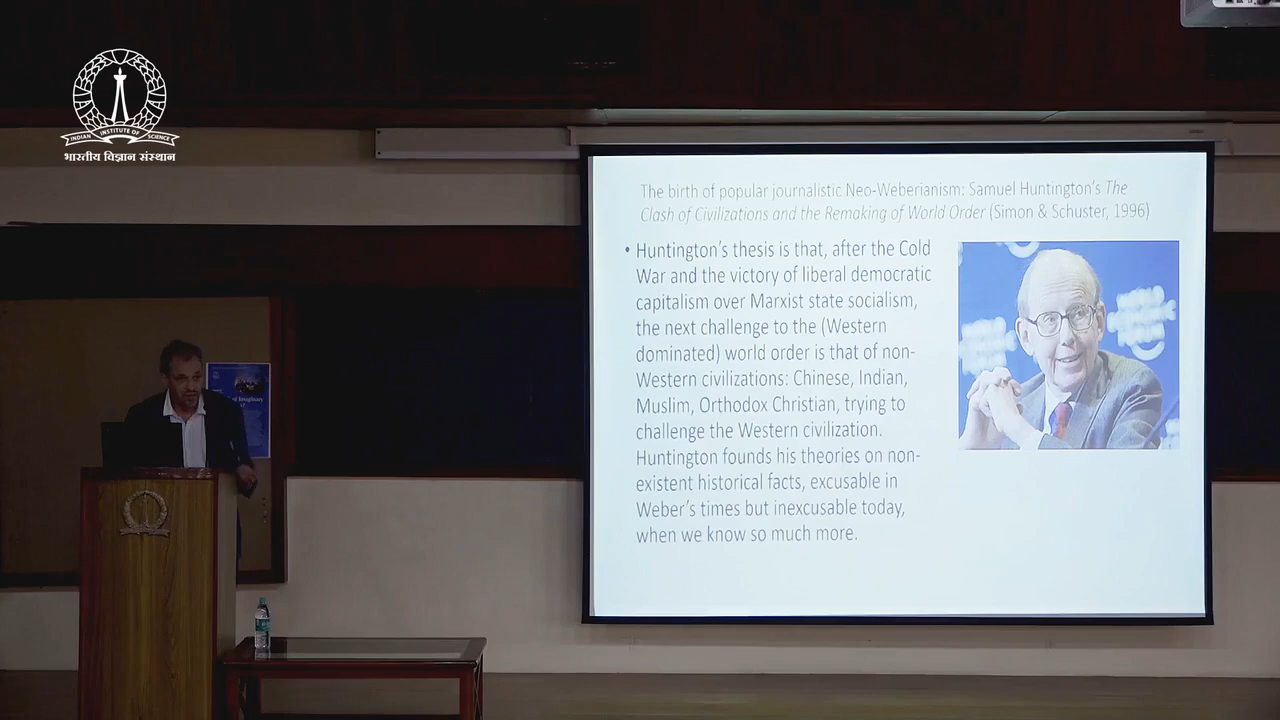 INDIAN INSTITUTE OF SCIENCE
भारतीय विज्ञान संस्थान
The birth of popular journalistic Neo-Weberianism: Samuel Huntington's The
Clash of Civilizations and the Remaking of World Order (Simon & Schuster, 1996)
• Huntington's thesis is that, after the Cold
War and the victory of liberal democratic
capitalism over Marxist state socialism,
the next challenge to the (Western
dominated) world order is that of non-
Western civilizations: Chinese, Indian,
Muslim, Orthodox Christian, trying to
challenge the Western civilization.
Huntington founds his theories on non-
existent historical facts, excusable in
Weber's times but inexcusable today,
when we know so much more.
of Imaginary